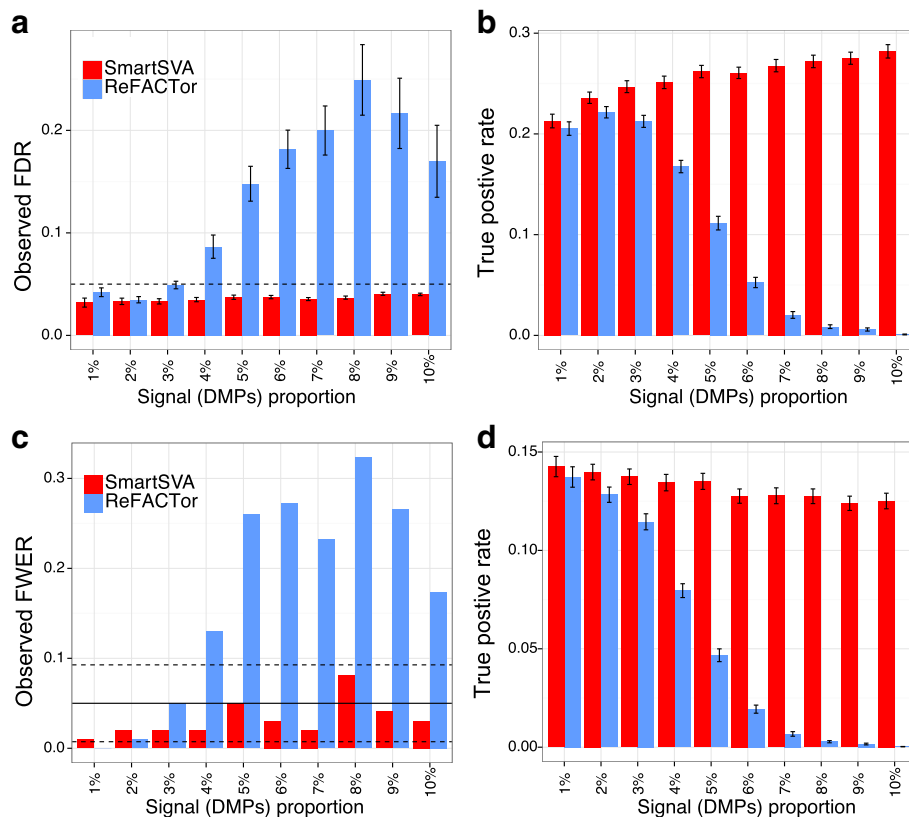 a
SmartSVA
ReFACTor
Observed FDR
0.2
0.1
0.0
1% 2% 3% 4% 5% 6% 7% 8% 9% 10%
Signal (DMPs) proportion
b
True postive rate
0.3
0.2
0.1
0.0
1% 2% 3% 4% 5% 6% 7% 8% 9% 10%
Signal (DMPs) proportion
c
SmartSVA
ReFACTor
Observed FWER
0.3
0.2
0.1
0.0
1% 2% 3% 4% 5% 6% 7% 8% 9% 10%
Signal (DMPs) proportion
d
True postive rate
0.15
0.10
0.05
0.00
1% 2% 3% 4% 5% 6% 7% 8% 9% 10%
Signal (DMPs) proportion